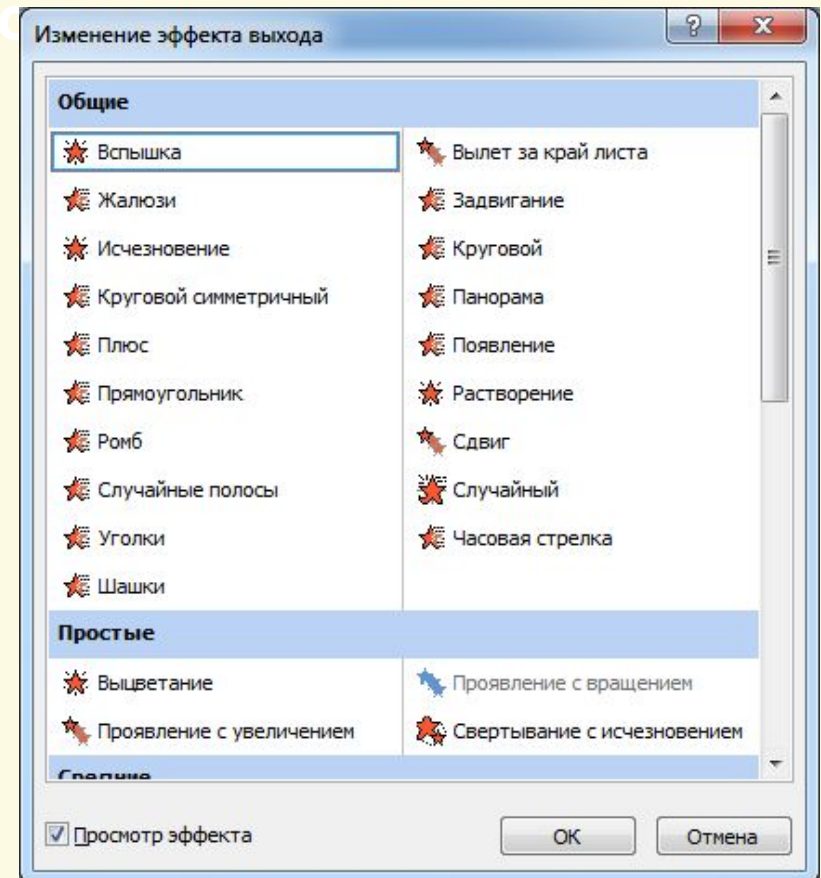 Изменение эффекта выхода
Общие
Вспышка
Вылет за край листа
Жалюзи
Задвигание
Исчезновение
Круговой
Круговой симметричный
Панорама
Плюс
Появление
Прямоугольник
Растворение
Ромб
Сдвиг
Случайные полосы
Случайный
Уголки
Часовая стрелка
Шашки
Простые
Выцветание
Проявление с вращением
Проявление с увеличением
Свертывание с исчезновением
Средние
Просмотр эффекта
ОК
Отмена